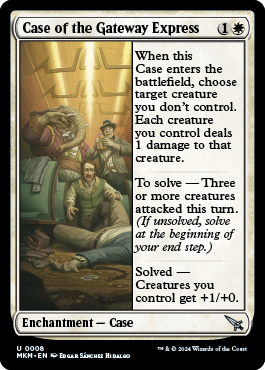 Case of the Gateway Express 1
When this
Case enters the
battlefield, choose
target creature
you don't control.
Each creature
you control deals
1 damage to that
creature.
To solve — Three
or more creatures
attacked this turn.
(If unsolved, solve
at the beginning of
your end step.)
Solved —
Creatures you
control get +1/+0.
Enchantment — Case
U 0008
MKM • EN Edgar Sánchez Hidalgo
™ & © 2024 Wizards of the Coast